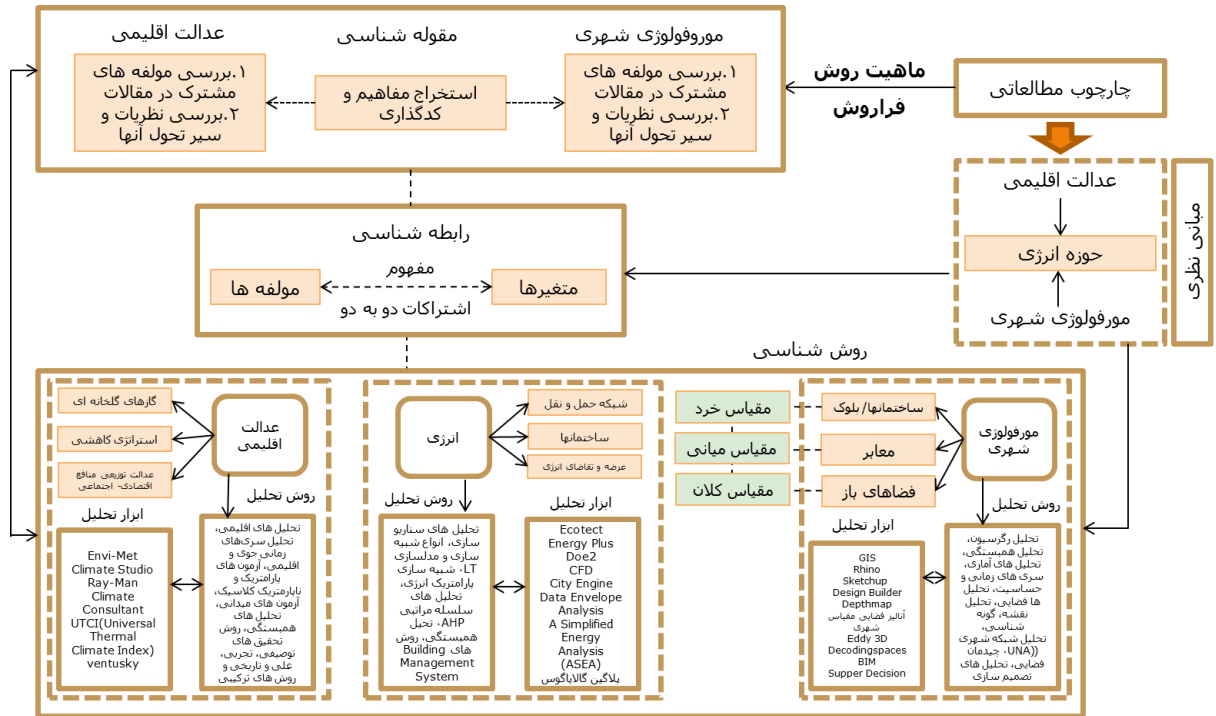 موروفولوژی شهری
مقوله شناسی
عدالت اقلیمی
۱.بررسی مولفه های
مشترک در مقالات
۲.بررسی نظریات و
سیر تحول آنها
استخراج مفاهیم و
کدگذاری
۱.بررسی مولفه های
مشترک در مقالات
۲.بررسی نظریات و
سیر تحول آنها
ماهیت روش
فراروش
چارچوب مطالعاتی
عدالت اقلیمی
حوزه انرژی
مورفولوژی شهری
مبانی نظری
رابطه شناسی
مفهوم
متغیرها
مولفه ها
اشتراکات دو به دو
روش شناسی
مورفولوژی
شهری
ساختمانها/ بلوک
معابر
فضاهای باز
مقیاس خرد
مقیاس میانی
مقیاس کلان
روش تحلیل
ابزار تحلیل
تحلیل رگرسیون،
تحلیل همبستگی،
تحلیل های آماری،
سری های زمانی و
حساسیت، تحلیل
ها فضایی، تحلیل
نقشه، گونه
شناسی،
تحلیل شبکه شهری
((UNA، چیدمان
فضایی، تحلیل های
تصمیم سازی
GIS
Rhino
Sketchup
Design Builder
Depthmap
آنالیز فضایی مقیاس
شهری
Eddy 3D
Decodingspaces
BIM
Supper Decision
انرژی
شبکه حمل و نقل
ساختمانها
عرضه و تقاضای انرژی
روش تحلیل
ابزار تحلیل
تحلیل های سناریو
سازی، انواع شبیه
سازی و مدلسازی
LT، شبیه سازی
پارامتریک انرژی،
تحلیل های
سلسله مراتبی
AHP، تحیل
همبستگی، روش
های Building
Management
System
Ecotect
Energy Plus
Doe2
CFD
City Engine
Data Envelope
Analysis
A Simplified
Energy
Analysis
(ASEA)
پلاگین گالاپاگوس
عدالت
اقلیمی
گازهای گلخانه ای
استراتژی کاهشی
عدالت توزیعی منافع
اقتصادی- اجتماعی
روش تحلیل
ابزار تحلیل
تحلیل های اقلیمی،
تحلیل سری‌های
زمانی جوی و
اقلیمی، آزمون های
پارامتریک و
ناپارمتریک کلاسیک،
آزمون های میدانی،
تحلیل های
همبستگی، روش
تحقیق های
توصیفی، تجربی،
علی و تاریخی و
روش های ترکیبی
Envi-Met
Climate Studio
Ray-Man
Climate
Consultant
UTCI(Universal
Thermal
Climate Index)
ventusky